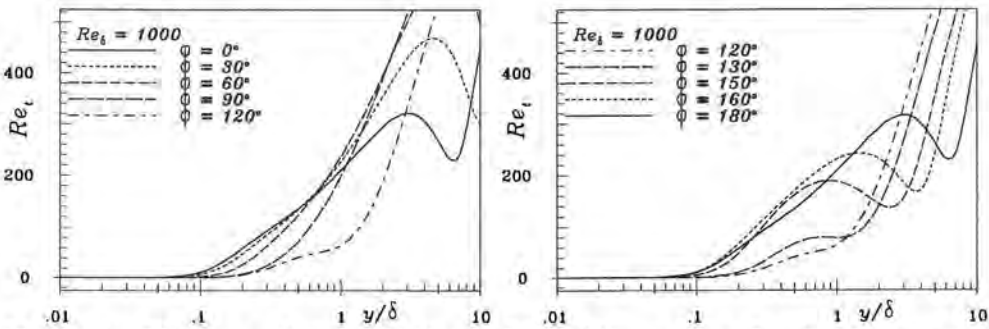 Re_δ = 1000
φ = 0°
φ = 30°
φ = 60°
φ = 90°
φ = 120°
400
200
0
Re_t
.01 .1 1 y/δ 10
Re_δ = 1000
φ = 120°
φ = 130°
φ = 150°
φ = 160°
φ = 180°
400
200
0
Re_t
.01 .1 1 y/δ 10